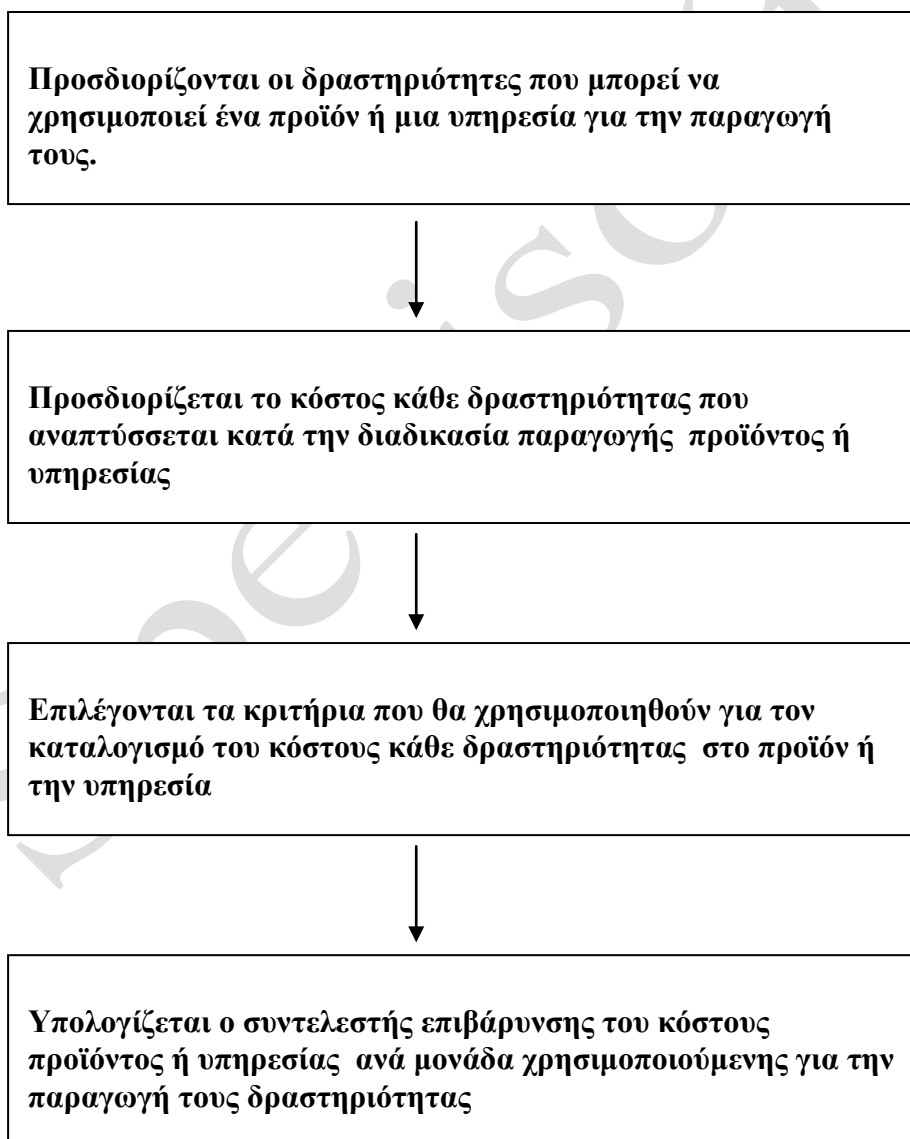 Προσδιορίζονται οι δραστηριότητες που μπορεί να
χρησιμοποιεί ένα προϊόν ή μια υπηρεσία για την παραγωγή
τους.
Προσδιορίζεται το κόστος κάθε δραστηριότητας που
αναπτύσσεται κατά την διαδικασία παραγωγής προϊόντος ή
υπηρεσίας
Επιλέγονται τα κριτήρια που θα χρησιμοποιηθούν για τον
καταλογισμό του κόστους κάθε δραστηριότητας στο προϊόν ή
την υπηρεσία
Υπολογίζεται ο συντελεστής επιβάρυνσης του κόστους
προϊόντος ή υπηρεσίας ανά μονάδα χρησιμοποιούμενης για την
παραγωγή τους δραστηριότητας